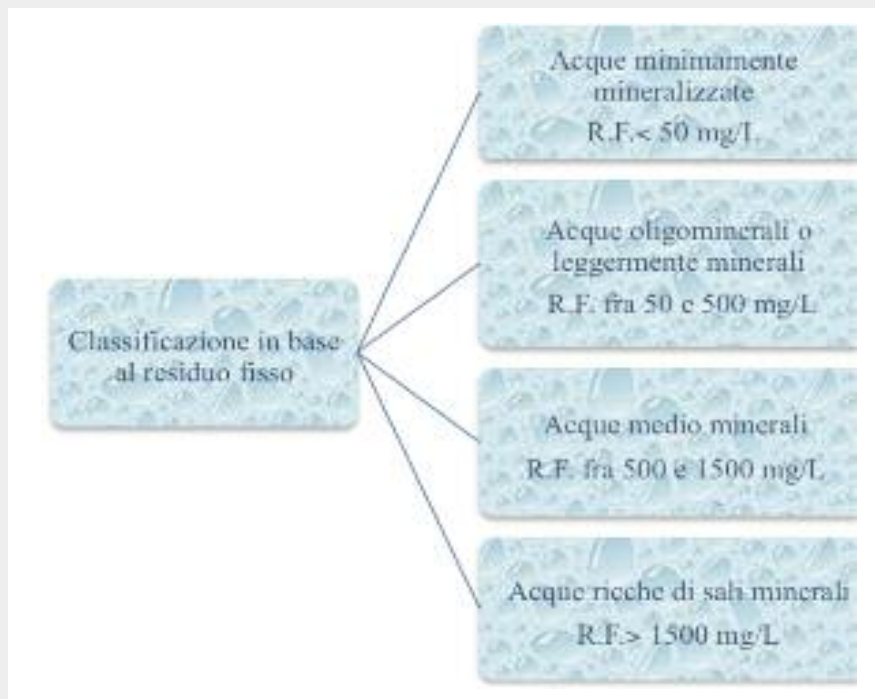 Classificazione in base
al residuo fisso
Acque minimamente
mineralizzate
R.F.< 50 mg/L
Acque oligominerali o
leggermente minerali
R.F. fra 50 e 500 mg/L
Acque medio minerali
R.F. fra 500 e 1500 mg/L
Acque ricche di sali minerali
R.F.> 1500 mg/L